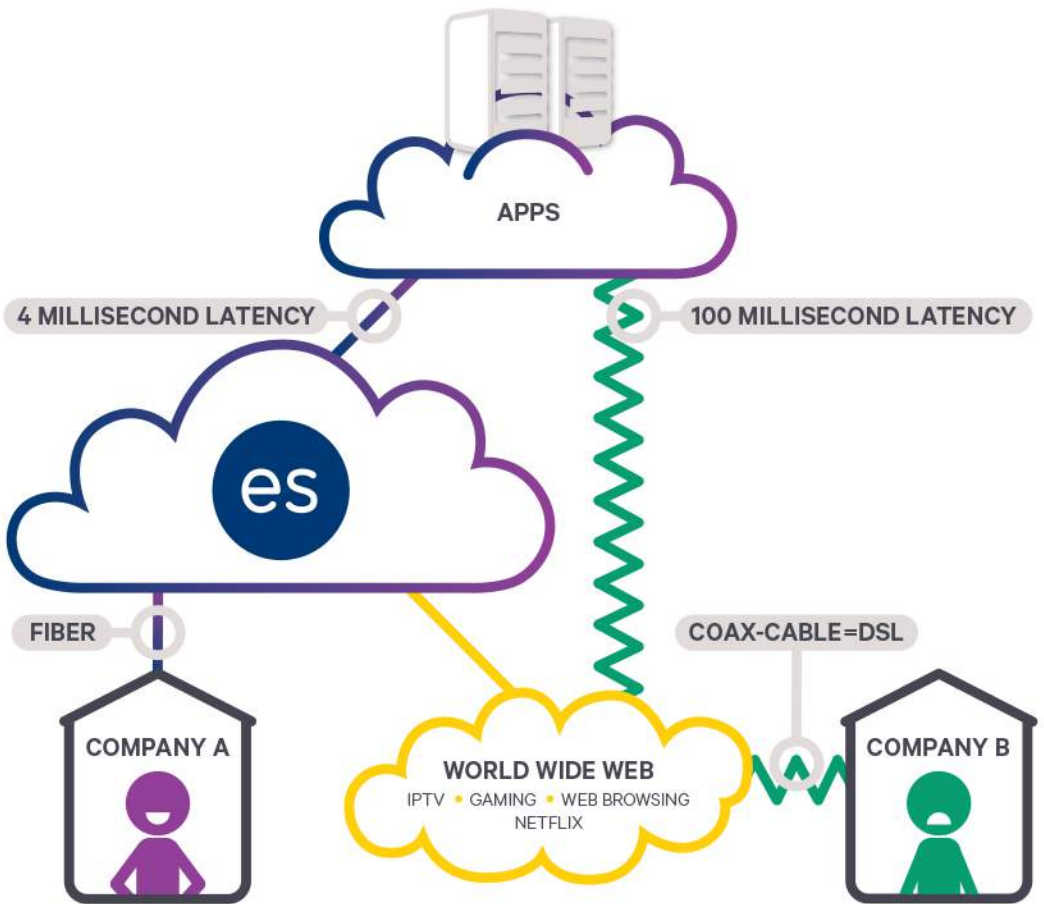 APPS
4 MILLISECOND LATENCY
100 MILLISECOND LATENCY
es
FIBER
COAX-CABLE=DSL
COMPANY A
COMPANY B
WORLD WIDE WEB
IPTV • GAMING • WEB BROWSING
NETFLIX